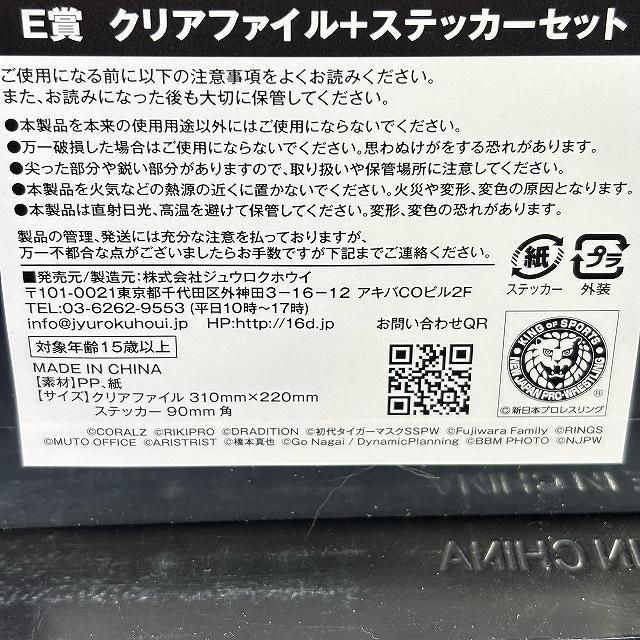 E賞 クリアファイル+ステッカーセット
ご使用になる前に以下の注意事項をよくお読みください。
また、お読みになった後も大切に保管してください。
●本製品を本来の使用用途以外にはご使用にならないでください。
●万一破損した場合はご使用にならないでください。思わぬけがをする恐れがあります。
●尖った部分や鋭い部分がありますので、取り扱いや保管場所に注意してください。
●本製品を火気などの熱源の近くに置かないでください。火災や変形、変色の原因となります。
●本製品は直射日光、高温を避けて保管してください。変形、変色の恐れがあります。
製品の管理、発送には充分な注意を払っておりますが、
万一不都合な点がございましたらお手数ですが下記までご連絡ください。
紙 プラ
ステッカー 外装
■発売元/製造元:株式会社ジュウロクホウイ
〒101-0021東京都千代田区外神田3-16-12 アキバCOビル2F
TEL:03-6262-9553 (平日10時〜17時)
info@jyurokuhoui.jp HP:http://16d.jp/
お問い合わせQR
対象年齢15歳以上
MADE IN CHINA
【素材】PP、紙
【サイズ】クリアファイル 310mm×220mm
ステッカー 90mm角
KING OF SPORTS
NEW JAPAN PRO-WRESTLING
©新日本プロレスリング
©CORALZ ©RIKIPRO ©DRADITION ©初代タイガーマスクSSPW ©Fujiwara Family ©RINGS
©MUTO OFFICE ©ARISTRIST ©橋本真也 ©Go Nagai / DynamicPlanning ©BBM PHOTO ©NJPW
IN CHINA
IN CHINA